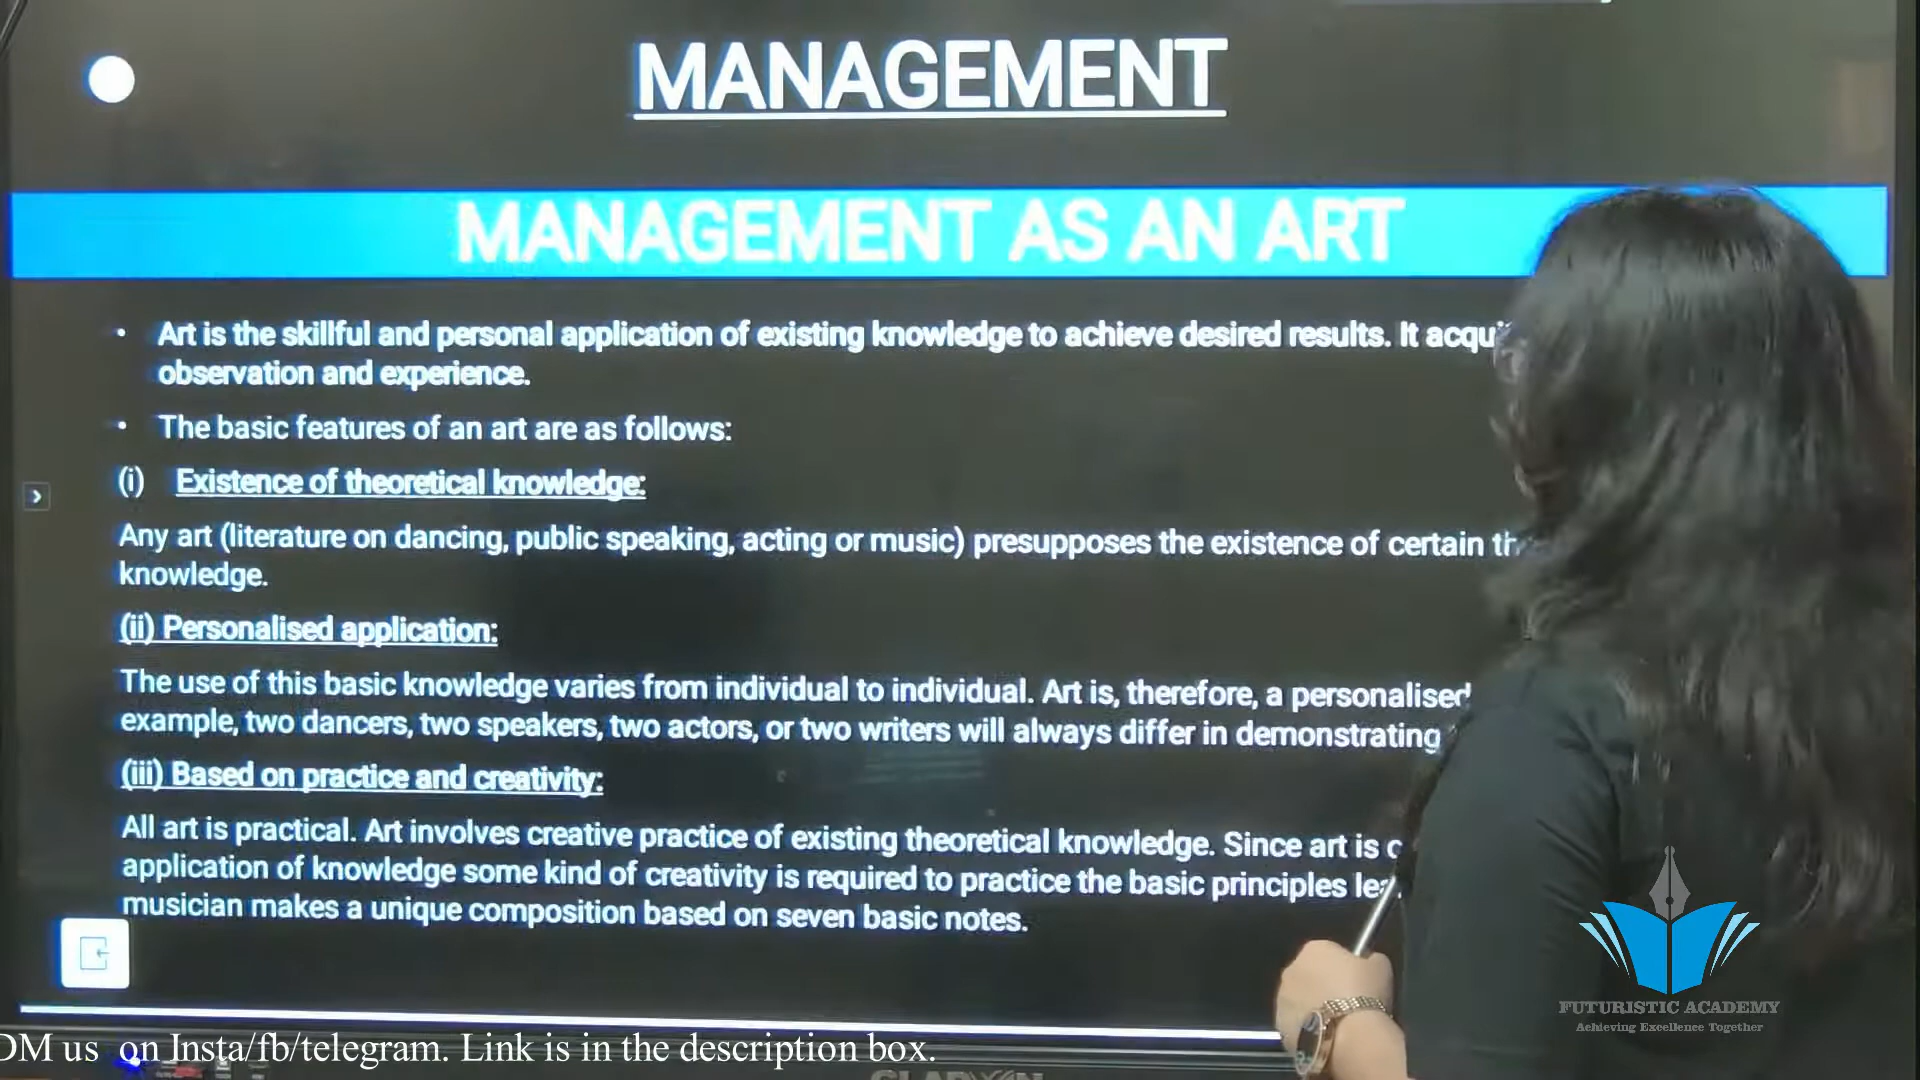 MANAGEMENT
MANAGEMENT AS AN ART
• Art is the skillful and personal application of existing knowledge to achieve desired results. It
observation and experience.
• The basic features of an art are as follows:
(i) Existence of theoretical knowledge:
Any art (literature on dancing, public speaking, acting or music) presupposes the existence of certain
knowledge.
(ii) Personalised application:
The use of this basic knowledge varies from individual to individual. Art is, therefore, a personalised
example, two dancers, two speakers, two actors, or two writers will always differ in demonstrating
(iii) Based on practice and creativity:
All art is practical. Art involves creative practice of existing theoretical knowledge. Since art is
application of knowledge some kind of creativity is required to practice the basic principles
musician makes a unique composition based on seven basic notes.
FUTURISTIC ACADEMY
Achieving Excellence Together
DM us on Insta/fb/telegram. Link is in the description box.